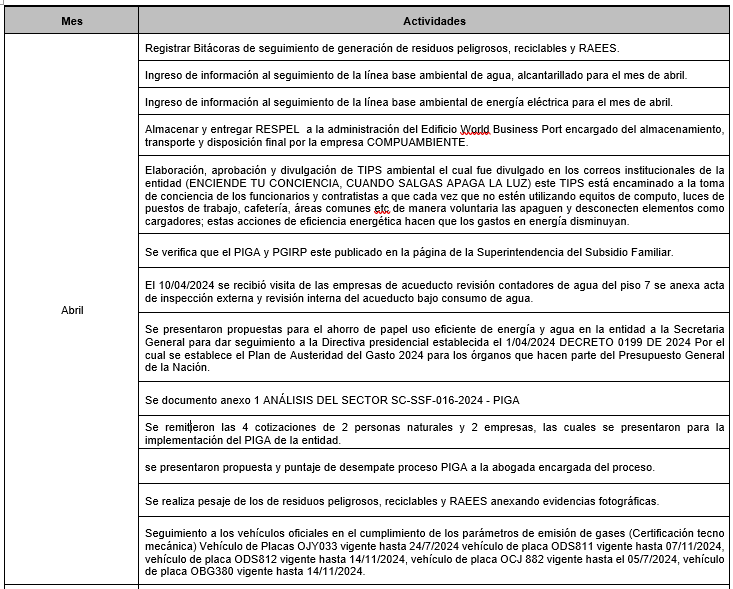 Mes
Actividades
Abril
Registrar Bitácoras de seguimiento de generación de residuos peligrosos, reciclables y RAEES.
Ingreso de información al seguimiento de la línea base ambiental de agua, alcantarillado para el mes de abril.
Ingreso de información al seguimiento de la línea base ambiental de energía eléctrica para el mes de abril.
Almacenar y entregar RESPEL a la administración del Edificio World Business Port encargado del almacenamiento,
transporte y disposición final por la empresa COMPUAMBIENTE.
Elaboración, aprobación y divulgación de TIPS ambiental el cual fue divulgado en los correos institucionales de la
entidad (ENCIENDE TU CONCIENCIA, CUANDO SALGAS APAGA LA LUZ) este TIPS está encaminado a la toma
de conciencia de los funcionarios y contratistas a que cada vez que no estén utilizando equitos de computo, luces de
puestos de trabajo, cafetería, áreas comunes etc de manera voluntaria las apaguen y desconecten elementos como
cargadores; estas acciones de eficiencia energética hacen que los gastos en energía disminuyan.
Se verifica que el PIGA y PGIRP este publicado en la página de la Superintendencia del Subsidio Familiar.
El 10/04/2024 se recibió visita de las empresas de acueducto revisión contadores de agua del piso 7 se anexa acta
de inspección externa y revisión interna del acueducto bajo consumo de agua.
Se presentaron propuestas para el ahorro de papel uso eficiente de energía y agua en la entidad a la Secretaria
General para dar seguimiento a la Directiva presidencial establecida el 1/04/2024 DECRETO 0199 DE 2024 Por el
cual se establece el Plan de Austeridad del Gasto 2024 para los órganos que hacen parte del Presupuesto General
de la Nación.
Se documento anexo 1 ANÁLISIS DEL SECTOR SC-SSF-016-2024 - PIGA
Se remitieron las 4 cotizaciones de 2 personas naturales y 2 empresas, las cuales se presentaron para la
implementación del PIGA de la entidad.
se presentaron propuesta y puntaje de desempate proceso PIGA a la abogada encargada del proceso.
Se realiza pesaje de los de residuos peligrosos, reciclables y RAEES anexando evidencias fotográficas.
Seguimiento a los vehículos oficiales en el cumplimiento de los parámetros de emisión de gases (Certificación tecno
mecánica) Vehículo de Placas OJY033 vigente hasta 24/7/2024 vehículo de placa ODS811 vigente hasta 07/11/2024,
vehículo de placa ODS812 vigente hasta 14/11/2024, vehículo de placa OCJ 882 vigente hasta el 05/7/2024, vehículo
de placa OBG380 vigente hasta 14/11/2024.